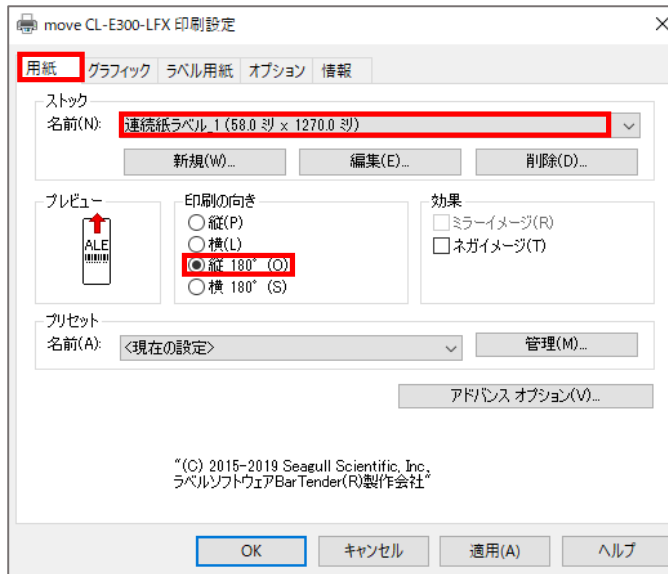 move CL-E300-LFX 印刷設定
用紙 グラフィック ラベル用紙 オプション 情報
ストック
名前(N): 連続紙ラベル_1 (58.0 ミリ x 1270.0 ミリ)
新規(W)... 編集(E)... 削除(D)...
プレビュー 印刷の向き 効果
ALE
縦(P)
横(L)
縦 180° (O)
横 180° (S)
ミラーイメージ(R)
ネガイメージ(T)
プリセット
名前(A): <現在の設定> 管理(M)...
アドバンス オプション(V)...
"(C) 2015-2019 Seagull Scientific, Inc,
ラベルソフトウェアBarTender(R)製作会社"
OK キャンセル 適用(A) ヘルプ